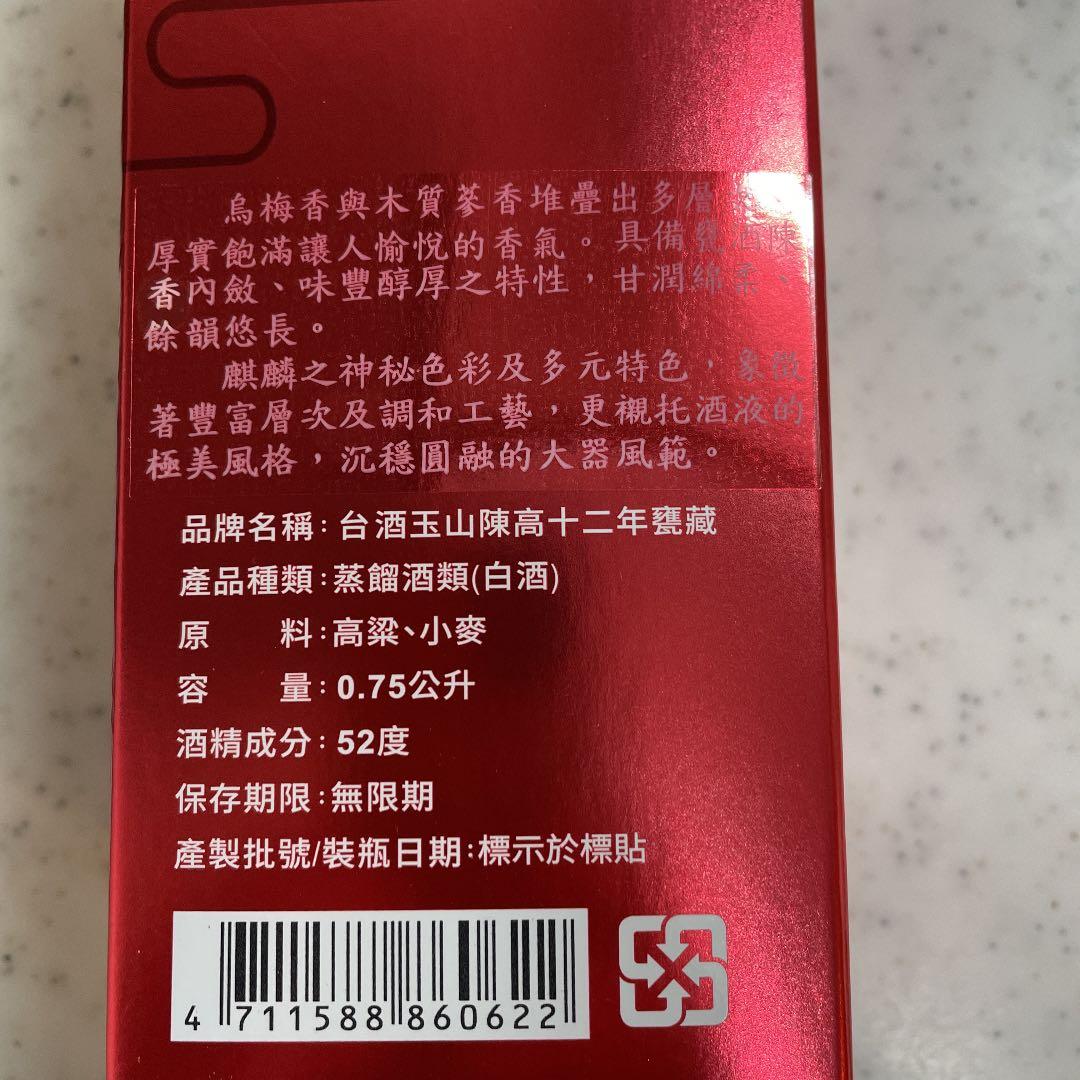 烏梅香與木質蔘香堆疊出多層
厚實飽滿讓人愉悅的香氣。具備甕酒陳
香內斂、味豐醇厚之特性，甘潤綿柔、
餘韻悠長。
麒麟之神秘色彩及多元特色，象徵
著豐富層次及調和工藝，更襯托酒液的
極美風格，沉穩圓融的大器風範。
品牌名稱：台酒玉山陳高十二年甕藏
產品種類：蒸餾酒類(白酒)
原 料：高粱、小麥
容 量：0.75公升
酒精成分：52度
保存期限：無限期
產製批號/裝瓶日期：標示於標貼
4 711588 860622